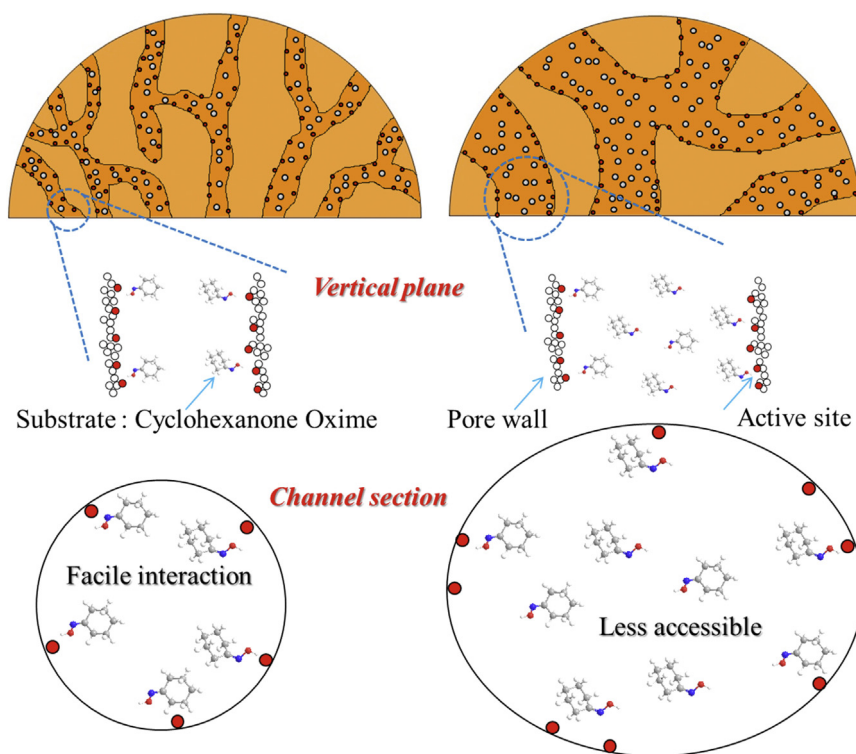 Vertical plane
Substrate : Cyclohexanone Oxime
Pore wall
Active site
Channel section
Facile interaction
Less accessible